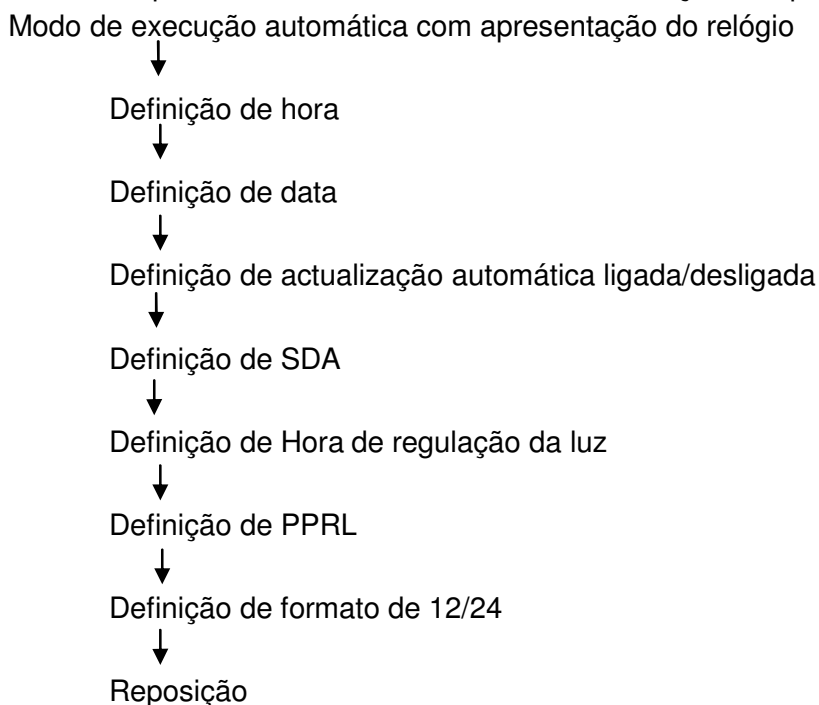 Modo de execução automática com apresentação do relógio
Definição de hora
Definição de data
Definição de actualização automática ligada/desligada
Definição de SDA
Definição de Hora de regulação da luz
Definição de PPRL
Definição de formato de 12/24
Reposição